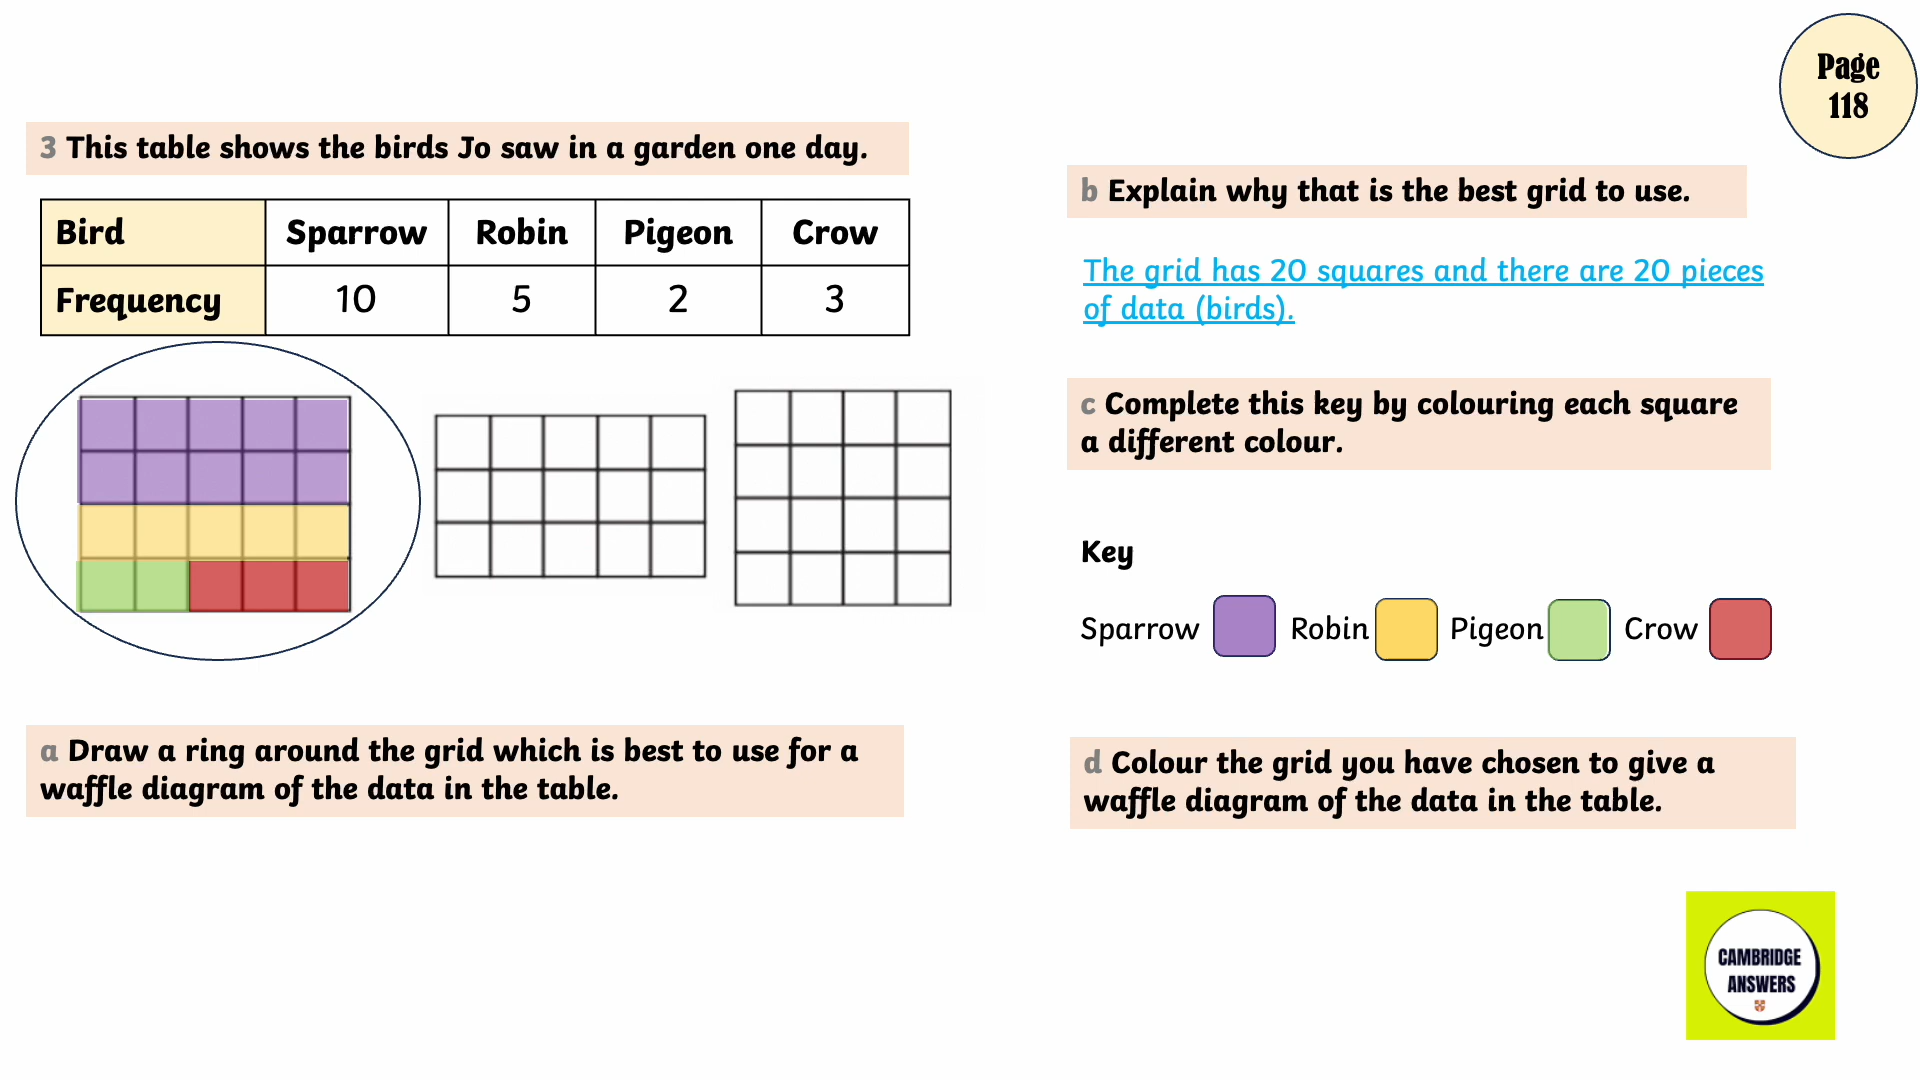 Page
118
3 This table shows the birds Jo saw in a garden one day.
Bird Sparrow Robin Pigeon Crow
Frequency 10 5 2 3
a Draw a ring around the grid which is best to use for a
waffle diagram of the data in the table.
b Explain why that is the best grid to use.
The grid has 20 squares and there are 20 pieces
of data (birds).
c Complete this key by colouring each square
a different colour.
Key
Sparrow Robin Pigeon Crow
d Colour the grid you have chosen to give a
waffle diagram of the data in the table.
CAMBRIDGE
ANSWERS